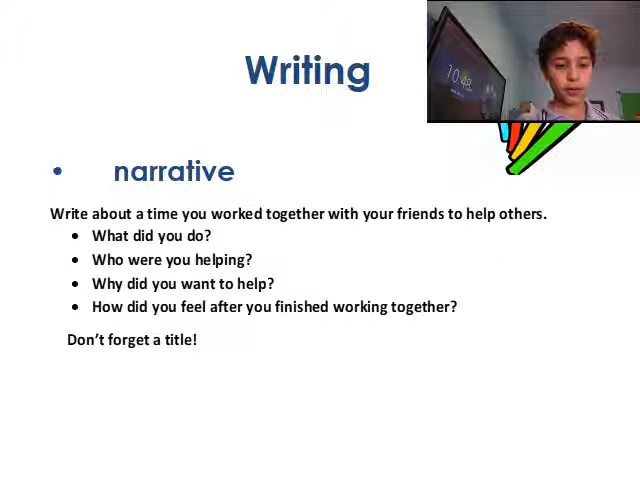 Writing
10:48
• narrative
Write about a time you worked together with your friends to help others.
• What did you do?
• Who were you helping?
• Why did you want to help?
• How did you feel after you finished working together?
Don't forget a title!